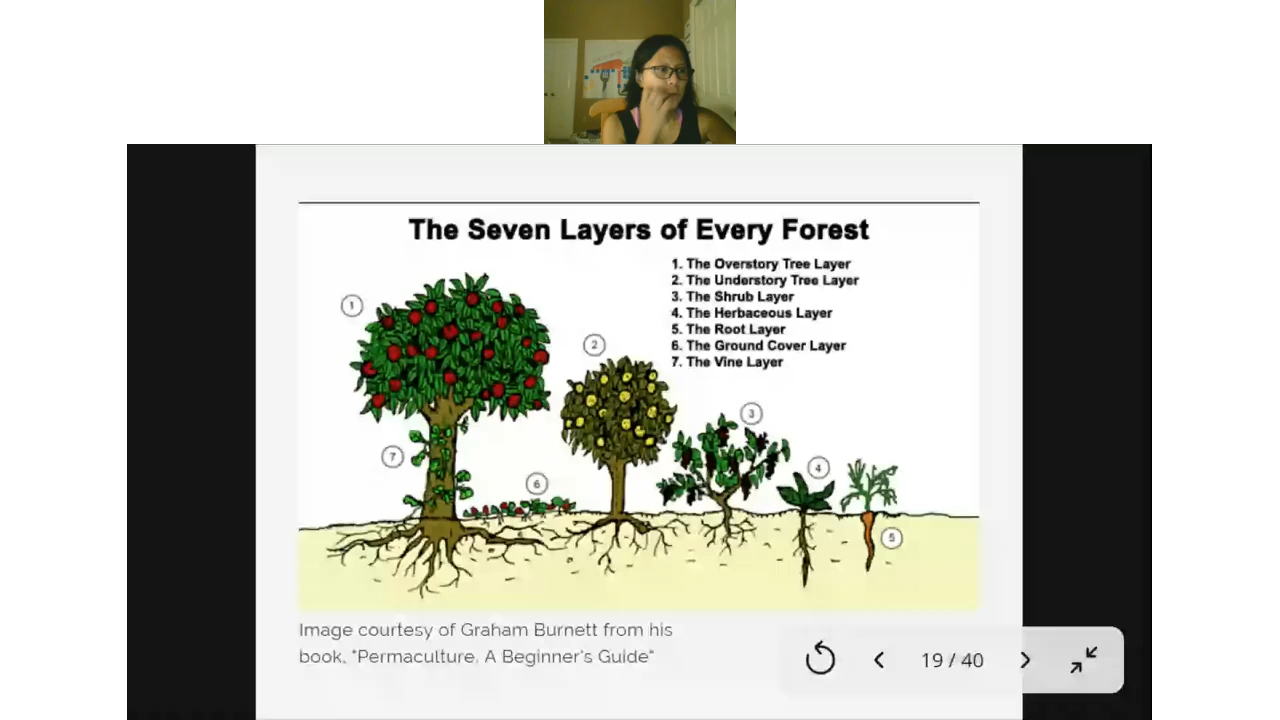 The Seven Layers of Every Forest
1. The Overstory Tree Layer
2. The Understory Tree Layer
3. The Shrub Layer
4. The Herbaceous Layer
5. The Root Layer
6. The Ground Cover Layer
7. The Vine Layer
1
2
3
7
4
6
5
Image courtesy of Graham Burnett from his
book, "Permaculture. A Beginner's Guide"
19 / 40